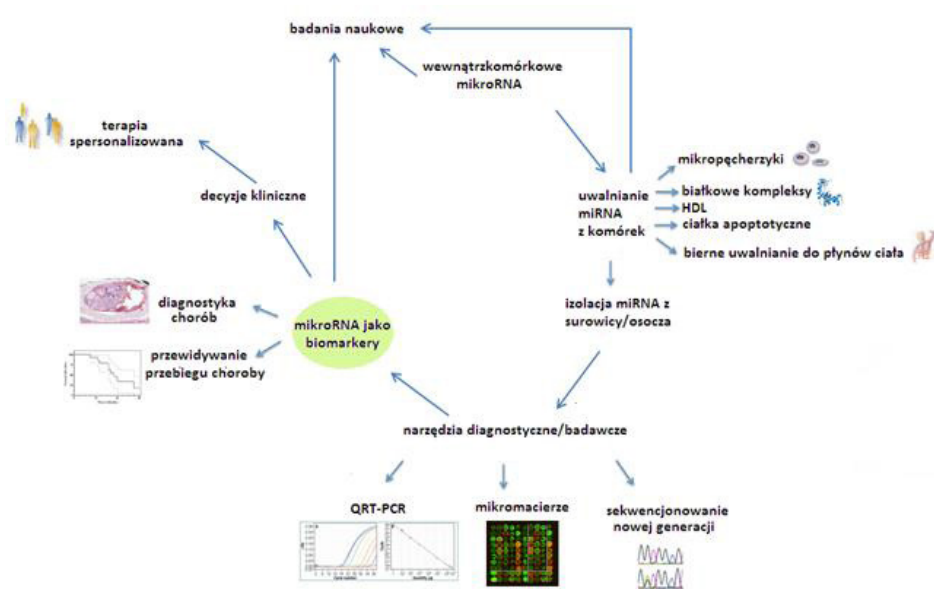 badania naukowe
wewnątrzkomórkowe
mikroRNA
terapia
spersonalizowana
decyzje kliniczne
mikropęcherzyki
uwalnianie
miRNA
z komórek
białkowe kompleksy
HDL
ciałka apoptotyczne
bierne uwalnianie do płynów ciała
izolacja miRNA z
surowicy/osocza
diagnostyka
chorób
mikroRNA jako
biomarkery
przewidywanie
przebiegu choroby
narzędzia diagnostyczne/badawcze
QRT-PCR
mikromacierze
sekwencjonowanie
nowej generacji